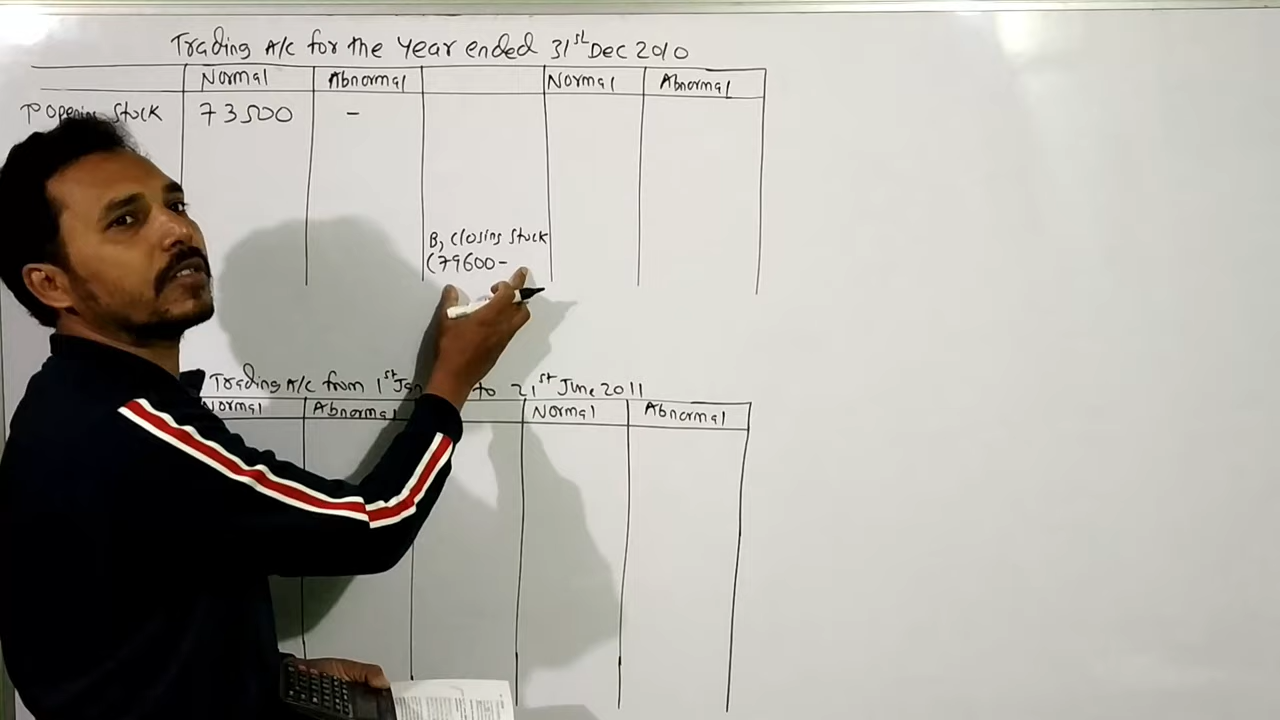 Trading A/C for the Year ended 31st Dec 2010
Normal Abnormal Normal Abnormal
To Opening Stock 73500 -
By closing stock
(79600-
Trading A/C from 1st Jan to 21st June 2011
Normal Abnormal Normal Abnormal